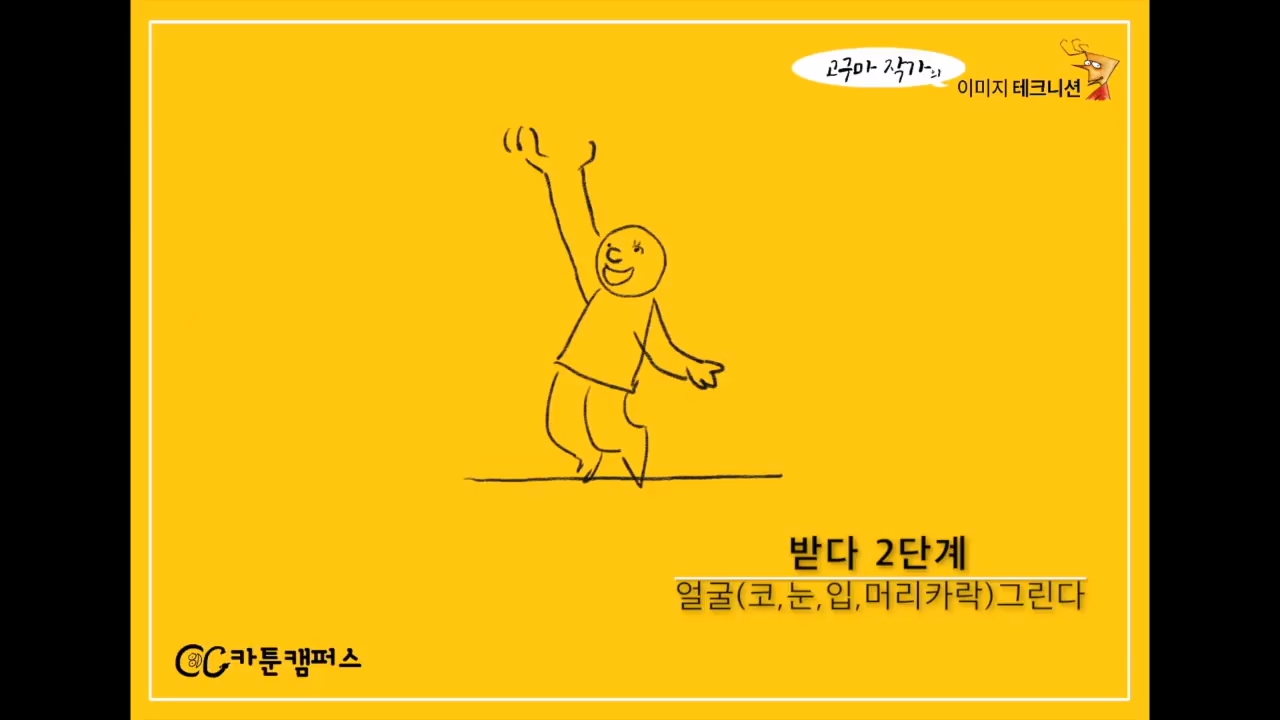 고구마 작가의
이미지 테크니션
받다 2단계
얼굴(코,눈,입,머리카락)그린다
카툰캠퍼스